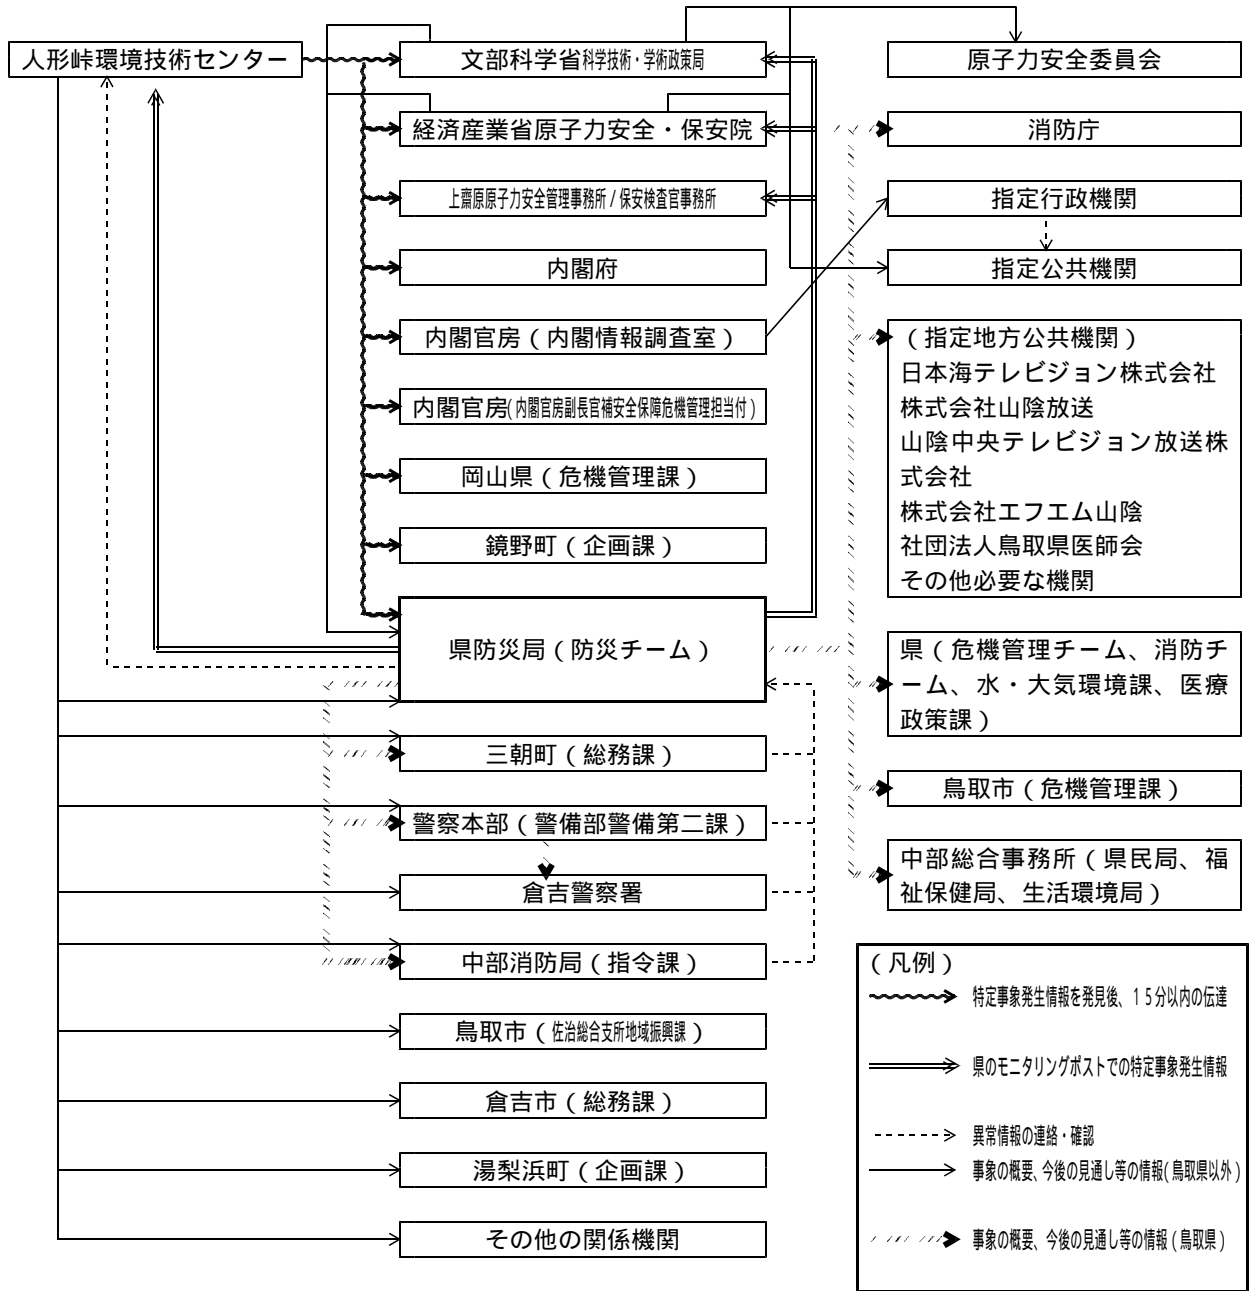 人形峠環境技術センター
文部科学省科学技術・学術政策局
原子力安全委員会
経済産業省原子力安全・保安院
消防庁
上齋原原子力安全管理事務所/保安検査官事務所
指定行政機関
内閣府
指定公共機関
内閣官房(内閣情報調査室)
(指定地方公共機関)
日本海テレビジョン株式会社
株式会社山陰放送
山陰中央テレビジョン放送株
式会社
株式会社エフエム山陰
社団法人鳥取県医師会
その他必要な機関
内閣官房(内閣官房副長官補安全保障危機管理担当付)
岡山県(危機管理課)
鏡野町(企画課)
県防災局(防災チーム)
県(危機管理チーム、消防チ
ーム、水・大気環境課、医療
政策課)
三朝町(総務課)
鳥取市(危機管理課)
警察本部(警備部警備第二課)
中部総合事務所(県民局、福
祉保健局、生活環境局)
倉吉警察署
中部消防局(指令課)
鳥取市(佐治総合支所地域振興課)
倉吉市(総務課)
湯梨浜町(企画課)
その他の関係機関
(凡例)
特定事象発生情報を発見後、15分以内の伝達
県のモニタリングポストでの特定事象発生情報
異常情報の連絡・確認
事象の概要、今後の見通し等の情報(鳥取県以外)
事象の概要、今後の見通し等の情報(鳥取県)